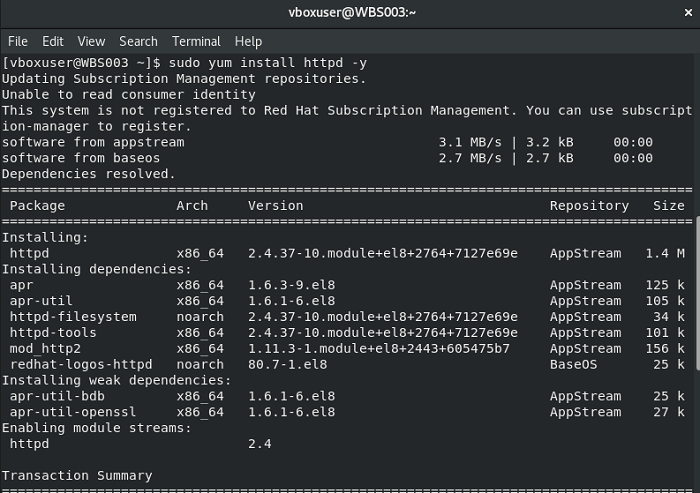 vboxuser@WBS003:~
File Edit View Search Terminal Help
[vboxuser@WBS003 ~]$ sudo yum install httpd -y
Updating Subscription Management repositories.
Unable to read consumer identity
This system is not registered to Red Hat Subscription Management. You can use subscript
ion-manager to register.
software from appstream 3.1 MB/s | 3.2 kB 00:00
software from baseos 2.7 MB/s | 2.7 kB 00:00
Dependencies resolved.
========================================================================================
Package Arch Version Repository Size
========================================================================================
Installing:
httpd x86_64 2.4.37-10.module+el8+2764+7127e69e AppStream 1.4 M
Installing dependencies:
apr x86_64 1.6.3-9.el8 AppStream 125 k
apr-util x86_64 1.6.1-6.el8 AppStream 105 k
httpd-filesystem noarch 2.4.37-10.module+el8+2764+7127e69e AppStream 34 k
httpd-tools x86_64 2.4.37-10.module+el8+2764+7127e69e AppStream 101 k
mod_http2 x86_64 1.11.3-1.module+el8+2443+605475b7 AppStream 156 k
redhat-logos-httpd noarch 80.7-1.el8 BaseOS 25 k
Installing weak dependencies:
apr-util-bdb x86_64 1.6.1-6.el8 AppStream 25 k
apr-util-openssl x86_64 1.6.1-6.el8 AppStream 27 k
Enabling module streams:
httpd 2.4
Transaction Summary
========================================================================================